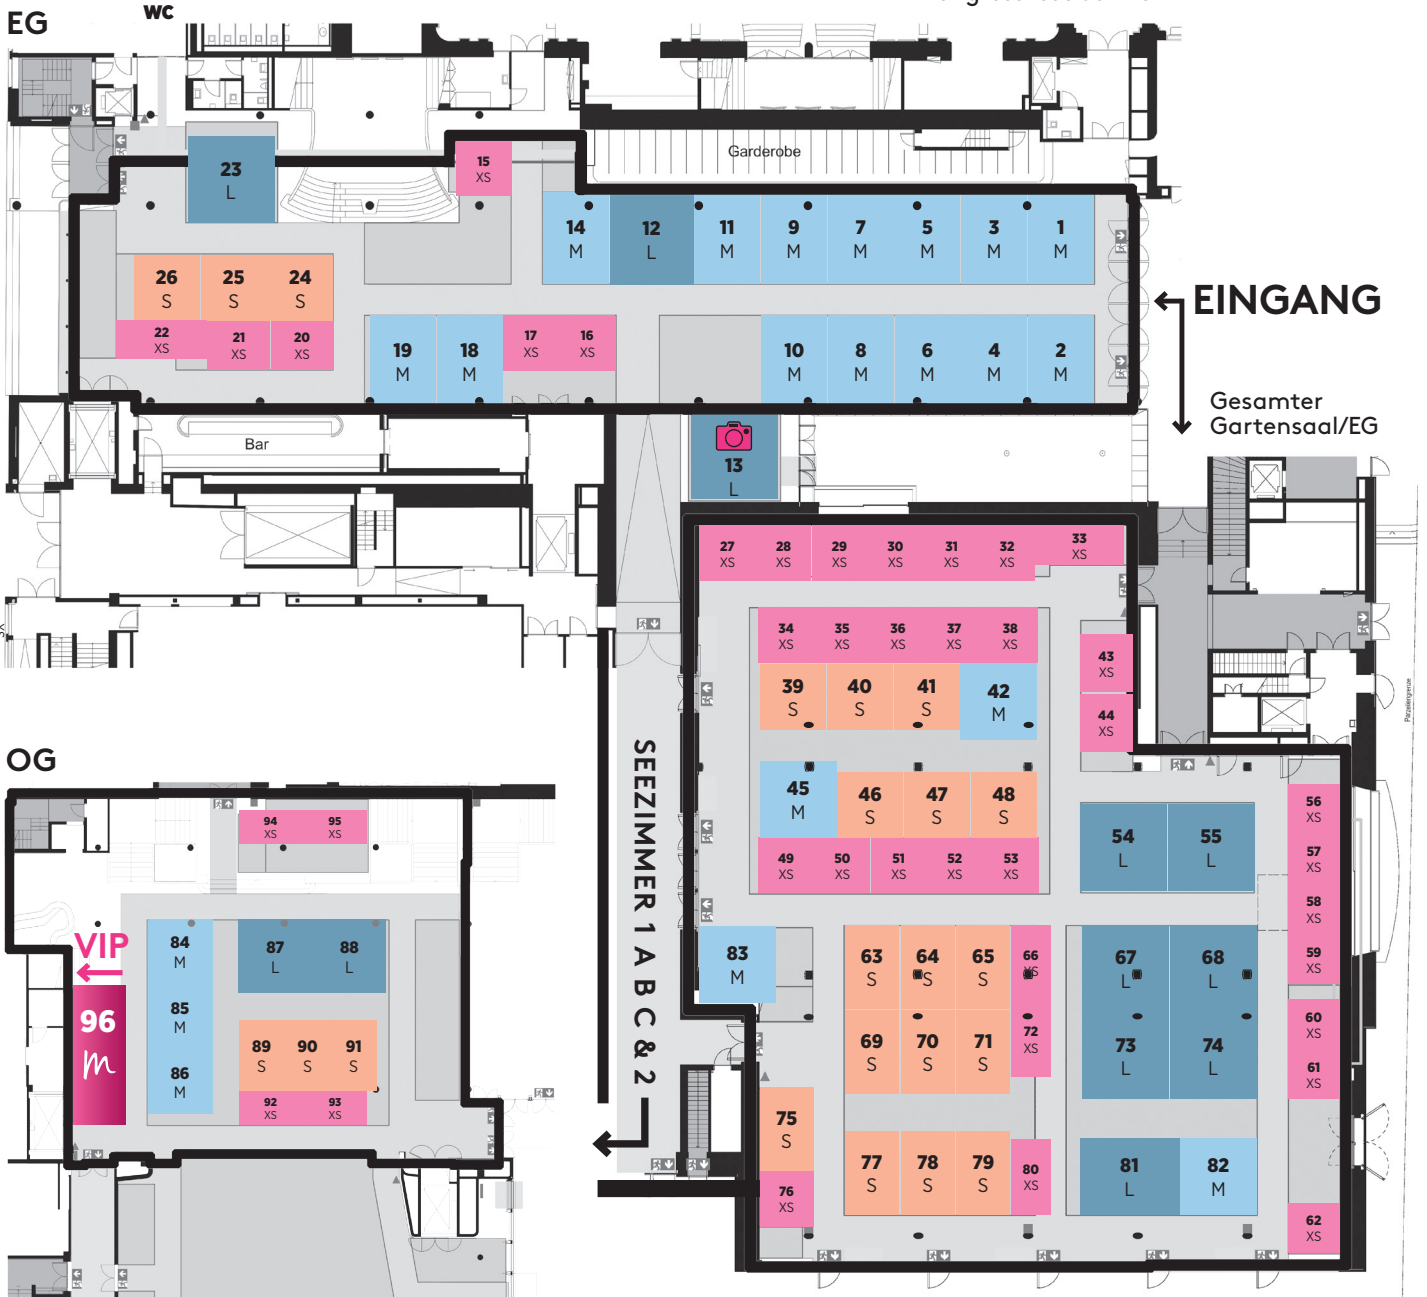 EG
WC
23
L
15
XS
Garderobe
14
M
12
L
11
M
9
M
7
M
5
M
3
M
1
M
26
S
25
S
24
S
22
XS
21
XS
20
XS
19
M
18
M
17
XS
16
XS
10
M
8
M
6
M
4
M
2
M
EINGANG
Gesamter
Gartensaal/EG
Bar
13
L
27
XS
28
XS
29
XS
30
XS
31
XS
32
XS
33
XS
34
XS
35
XS
36
XS
37
XS
38
XS
39
S
40
S
41
S
42
M
43
XS
44
XS
Parzellengrenze
45
M
46
S
47
S
48
S
49
XS
50
XS
51
XS
52
XS
53
XS
54
L
55
L
56
XS
57
XS
58
XS
59
XS
60
XS
61
XS
62
XS
63
S
64
S
65
S
66
XS
67
L
68
L
69
S
70
S
71
S
72
XS
73
L
74
L
75
S
76
XS
77
S
78
S
79
S
80
XS
81
L
82
M
83
M
SEEZIMMER 1 A B C & 2
OG
94
XS
95
XS
VIP
96
m
84
M
85
M
86
M
87
L
88
L
89
S
90
S
91
S
92
XS
93
XS